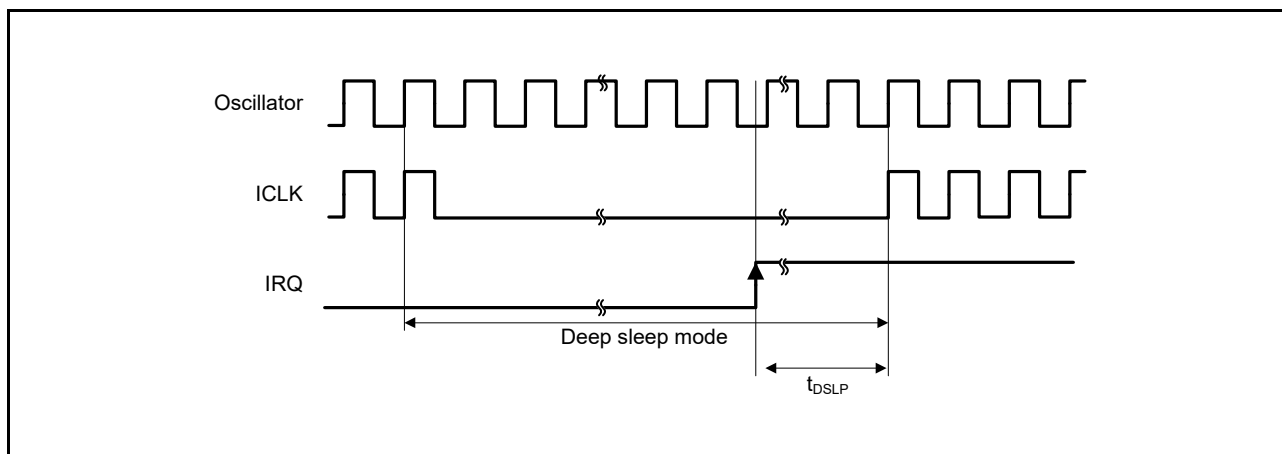 Oscillator
ICLK
IRQ
Deep sleep mode
tDSLP